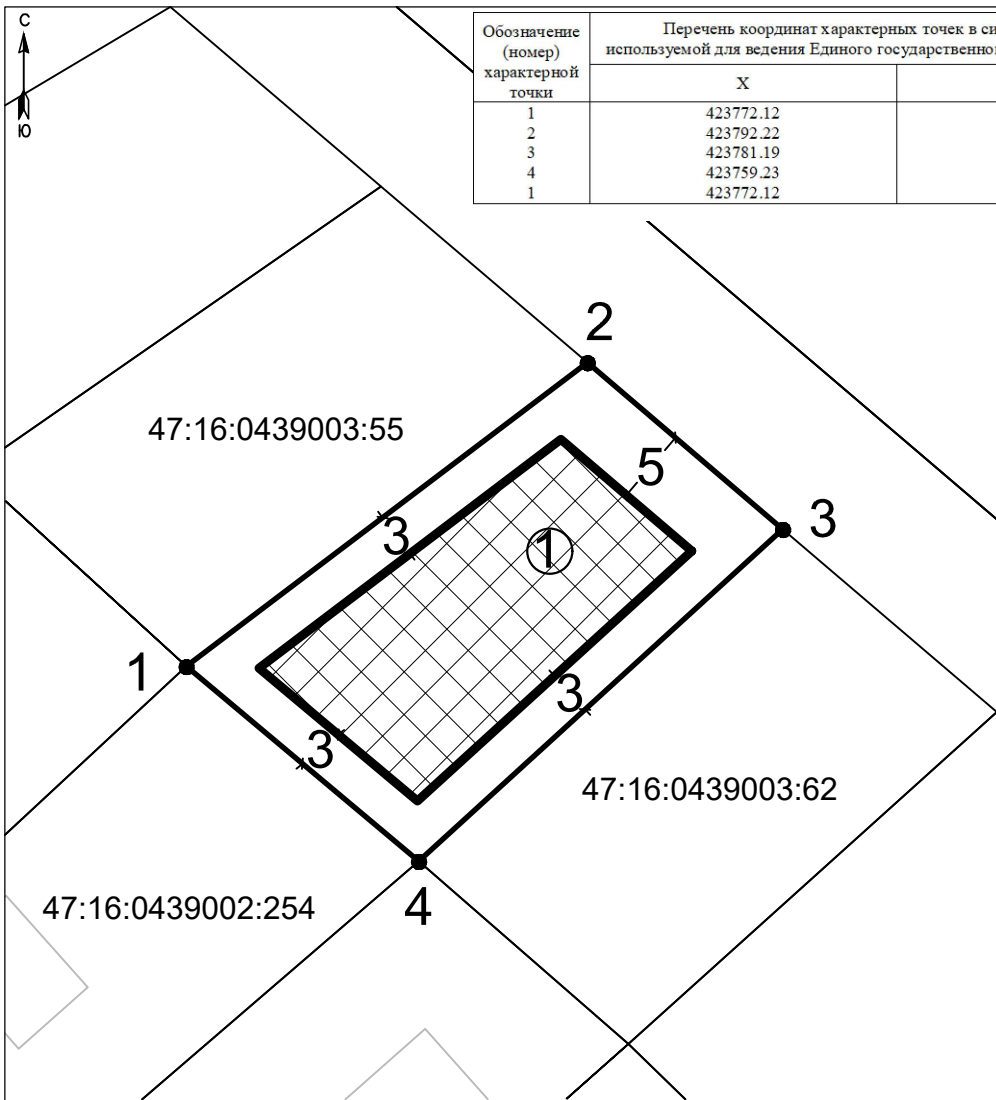 С
Ю
Обозначение
(номер)
характерной
точки
Перечень координат характерных точек в си
используемой для ведения Единого государственно
X
1 423772.12
2 423792.22
3 423781.19
4 423759.23
1 423772.12
2
47:16:0439003:55
5
3
3
1
1
3
3
47:16:0439003:62
47:16:0439002:254
4